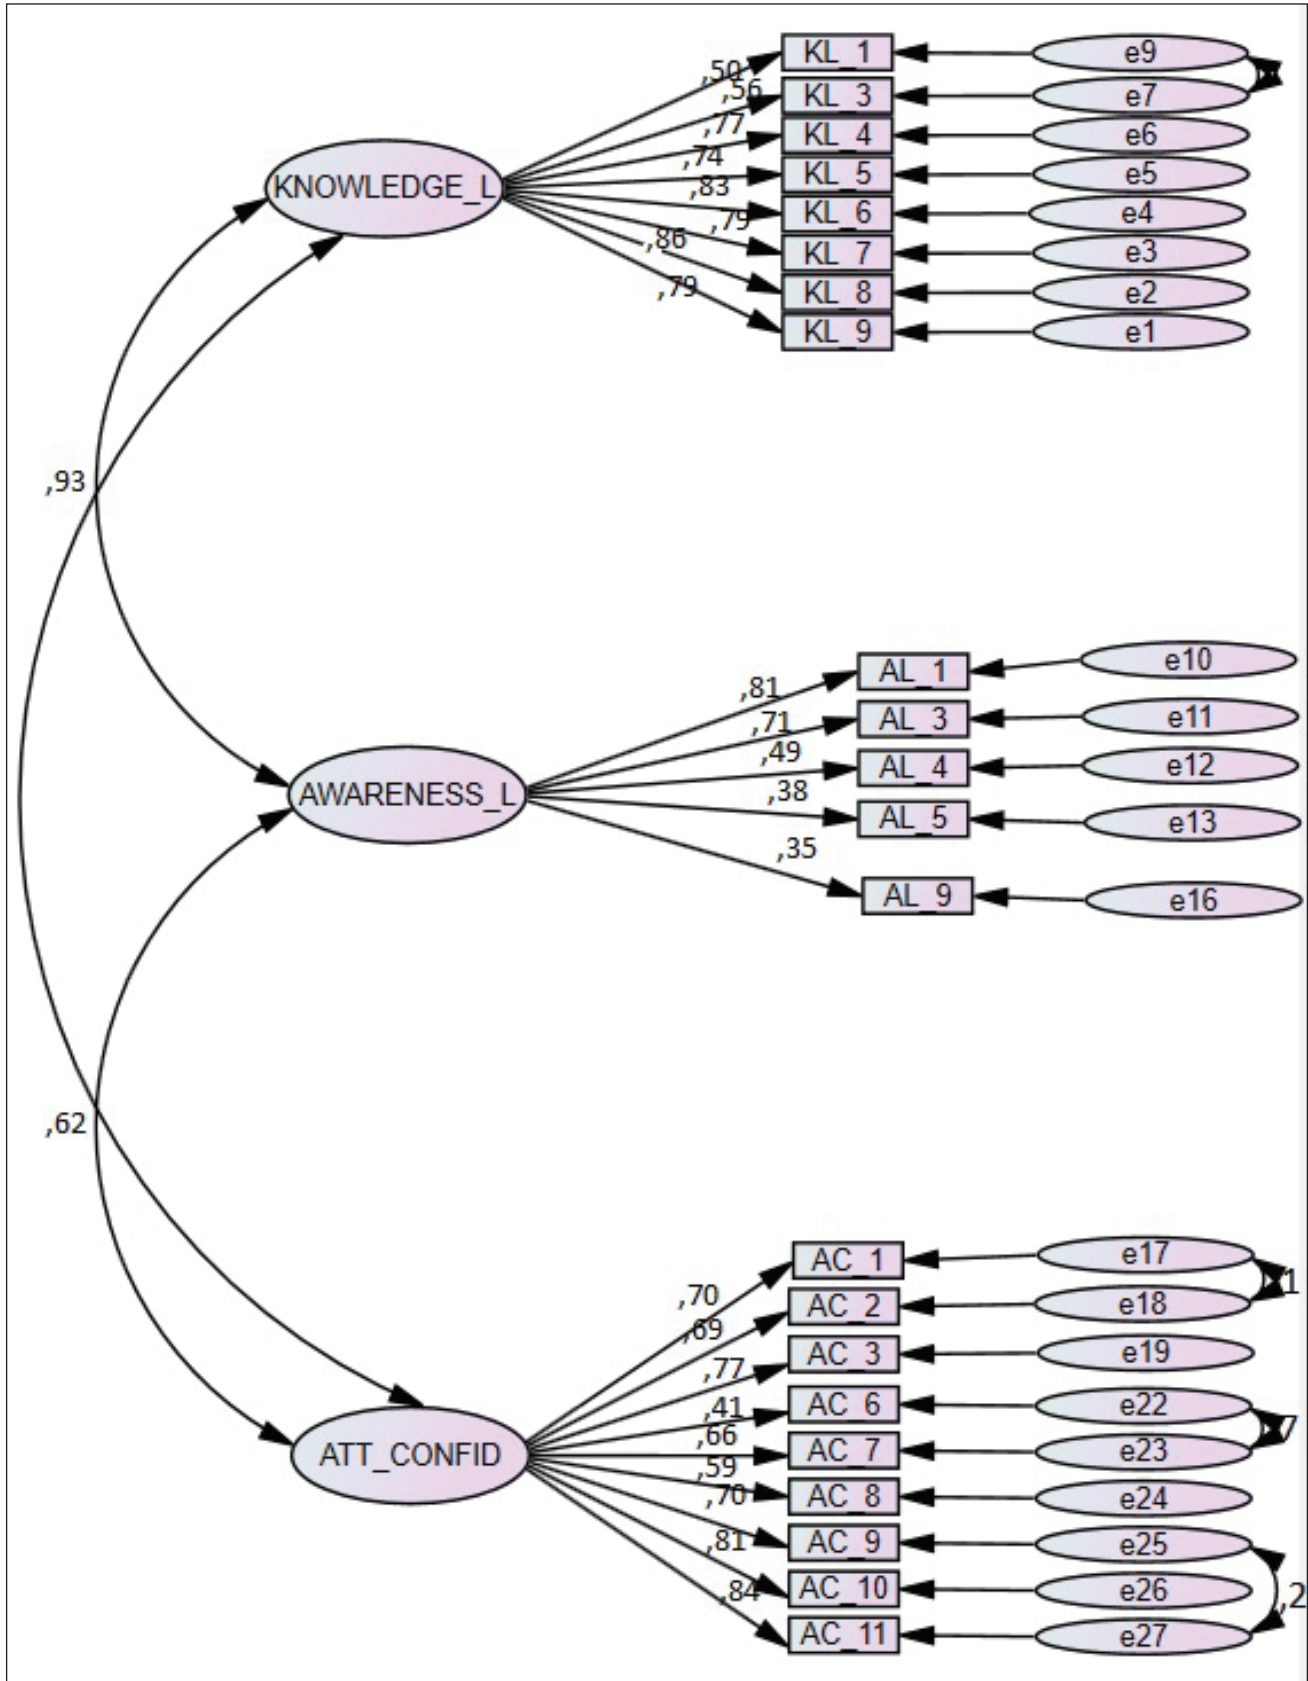 KL_1 e9
,50
KL_3 e7
,56
KL_4 e6
,77
KL_5 e5
,74
KNOWLEDGE_L
KL_6 e4
,83
KL_7 e3
,79
KL_8 e2
,86
KL_9 e1
,79
,93
AL_1 e10
,81
AL_3 e11
,71
AL_4 e12
,49
AWARENESS_L
AL_5 e13
,38
,35
AL_9 e16
,62
AC_1 e17
,70
AC_2 e18
,69
AC_3 e19
,77
AC_6 e22
,41
AC_7 e23
,66
ATT_CONFID
AC_8 e24
,59
AC_9 e25
,70
AC_10 e26
,81
,2
AC_11 e27
,84